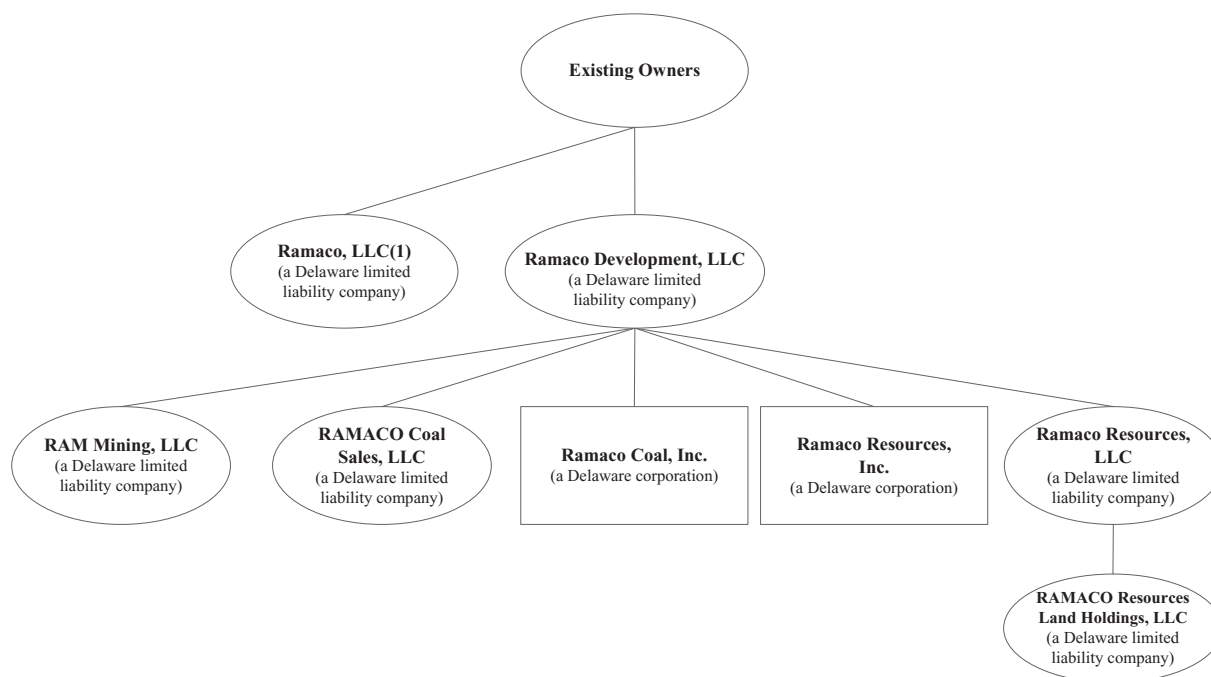 Existing Owners
Ramaco, LLC(1)
(a Delaware limited
liability company)
Ramaco Development, LLC
(a Delaware limited
liability company)
RAM Mining, LLC
(a Delaware limited
liability company)
RAMACO Coal
Sales, LLC
(a Delaware limited
liability company)
Ramaco Coal, Inc.
(a Delaware corporation)
Ramaco Resources,
Inc.
(a Delaware corporation)
Ramaco Resources,
LLC
(a Delaware limited
liability company)
RAMACO Resources
Land Holdings, LLC
(a Delaware limited
liability company)